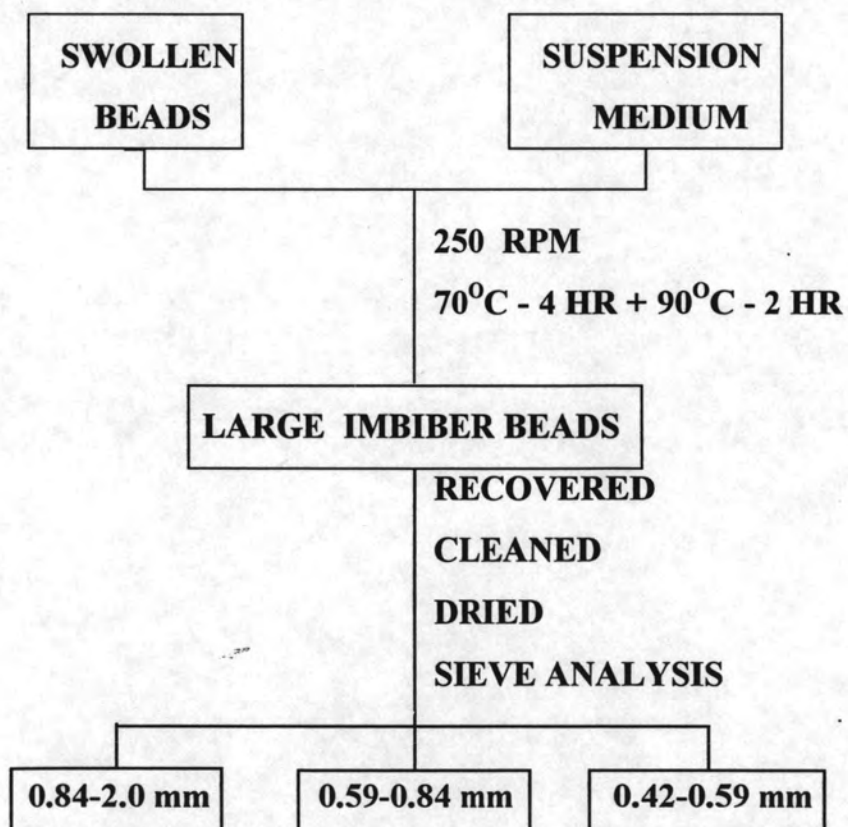 SWOLLEN
BEADS
SUSPENSION
MEDIUM
250 RPM
70°C - 4 HR + 90°C - 2 HR
LARGE IMBIBER BEADS
RECOVERED
CLEANED
DRIED
SIEVE ANALYSIS
0.84-2.0 mm
0.59-0.84 mm
0.42-0.59 mm